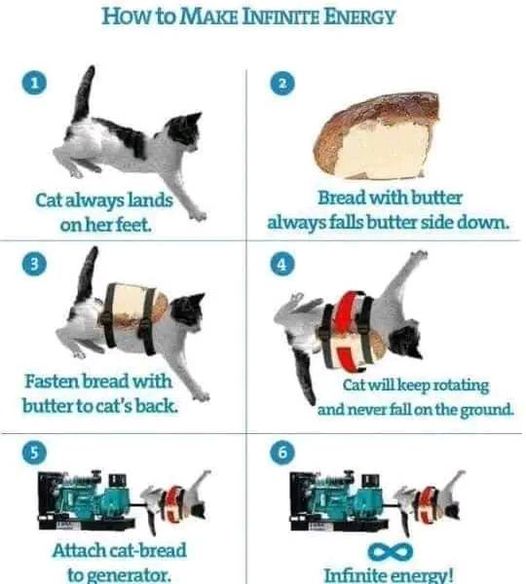 How to Make Infinite Energy
1
Cat always lands
on her feet.
2
Bread with butter
always falls butter side down.
3
Fasten bread with
butter to cat's back.
4
Cat will keep rotating
and never fall on the ground.
5
Attach cat-bread
to generator.
6
Infinite energy!